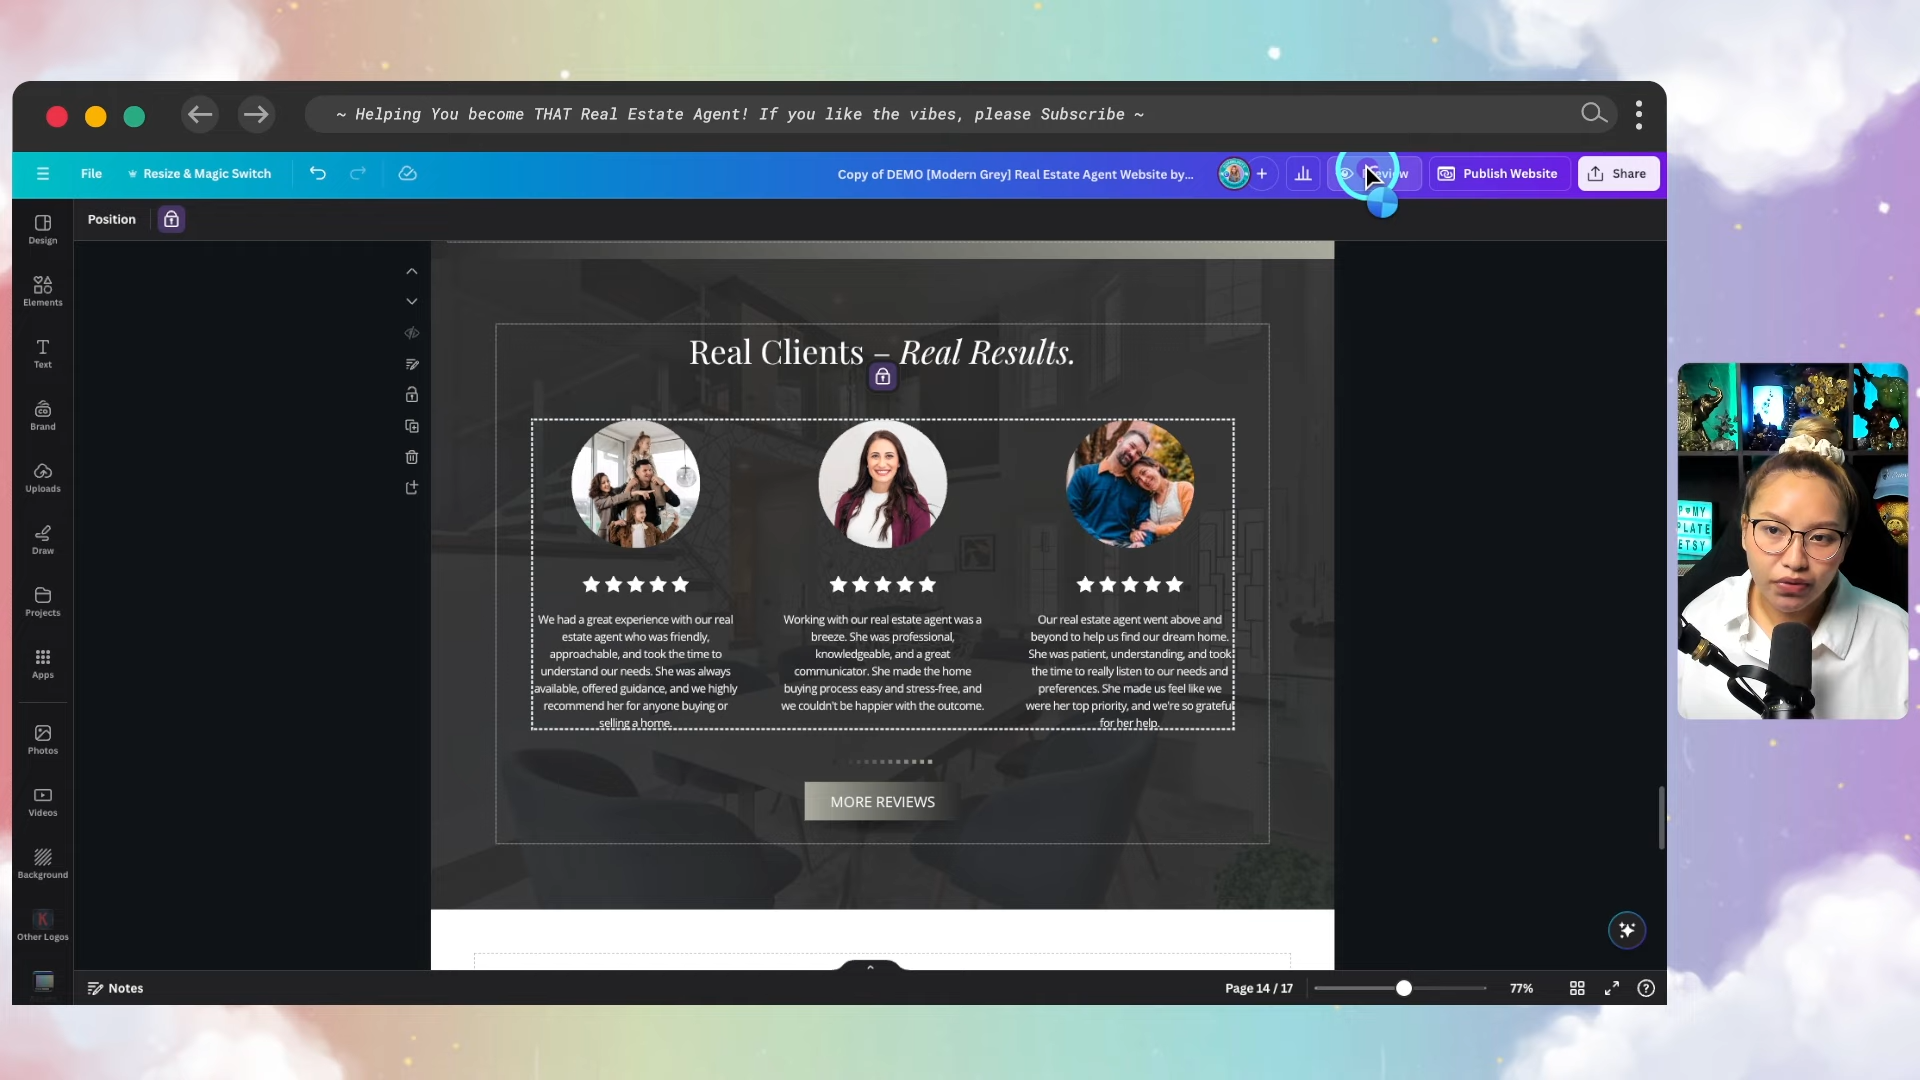 ~ Helping You become THAT Real Estate Agent! If you like the vibes, please Subscribe ~
File
Resize & Magic Switch
Copy of DEMO [Modern Grey] Real Estate Agent Website by...
Publish Website
Share
Position
Design
Elements
Text
Brand
Uploads
Draw
Projects
Apps
Photos
Videos
Background
K
Other Logos
Real Clients – Real Results.
We had a great experience with our real
estate agent who was friendly,
approachable, and took the time to
understand our needs. She was always
available, offered guidance, and we highly
recommend her for anyone buying or
selling a home.
Working with our real estate agent was a
breeze. She was professional,
knowledgeable, and a great
communicator. She made the home
buying process easy and stress-free, and
we couldn't be happier with the outcome.
Our real estate agent went above and
beyond to help us find our dream home.
She was patient, understanding, and took
the time to really listen to our needs and
preferences. She made us feel like we
were her top priority, and we're so grateful
for her help.
MORE REVIEWS
Notes
Page 14 / 17
77%